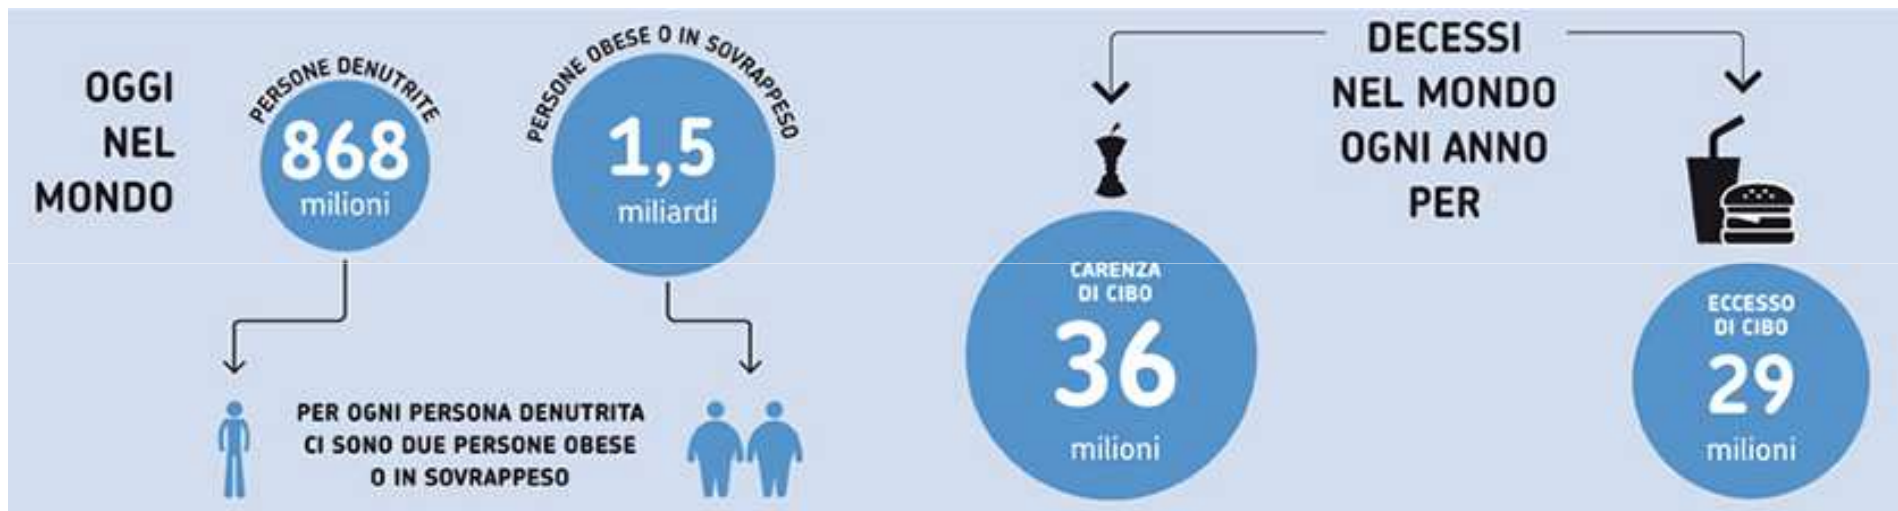 OGGI
NEL
MONDO
PERSONE DENUTRITE
868
milioni
PERSONE OBESE O IN SOVRAPPESO
1,5
miliardi
PER OGNI PERSONA DENUTRITA
CI SONO DUE PERSONE OBESE
O IN SOVRAPPESO
DECESSI
NEL MONDO
OGNI ANNO
PER
CARENZA
DI CIBO
36
milioni
ECCESSO
DI CIBO
29
milioni